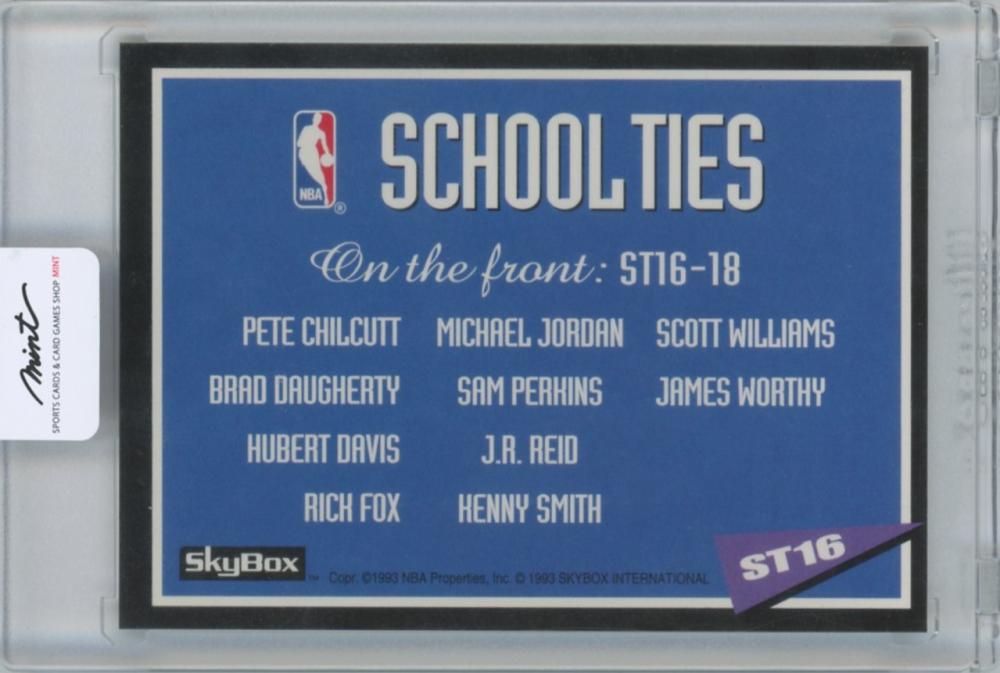 NBA
®
SCHOOL TIES
On the front: ST16-18
PETE CHILCUTT MICHAEL JORDAN SCOTT WILLIAMS
BRAD DAUGHERTY SAM PERKINS JAMES WORTHY
HUBERT DAVIS J.R. REID
RICK FOX KENNY SMITH
SkyBox
™ Copr. ©1993 NBA Properties, Inc. © 1993 SKYBOX INTERNATIONAL
ST16
mint
SPORTS CARDS & CARD GAMES SHOP MINT